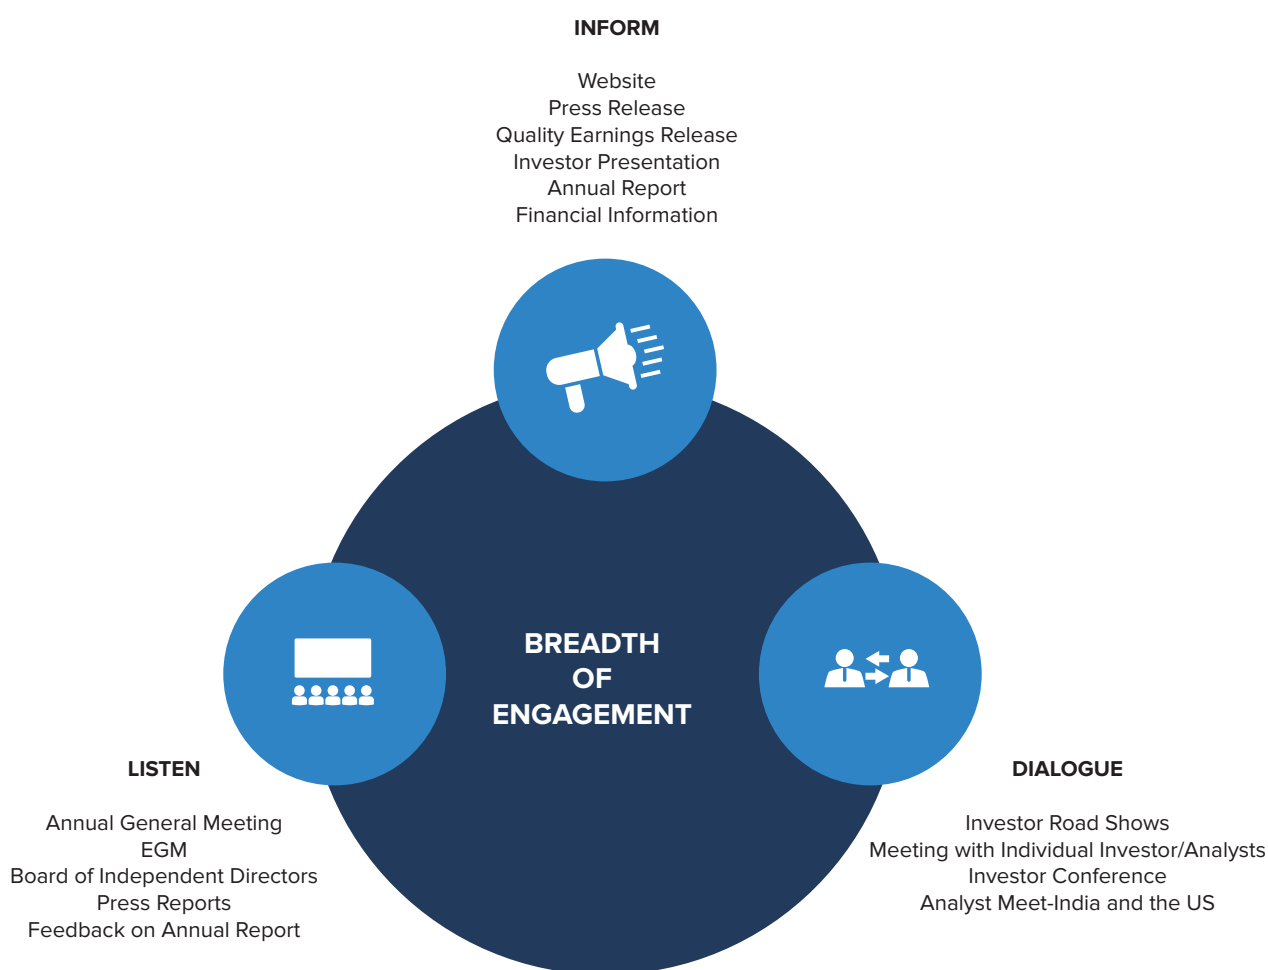 INFORM
Website
Press Release
Quality Earnings Release
Investor Presentation
Annual Report
Financial Information
BREADTH
OF
ENGAGEMENT
LISTEN
Annual General Meeting
EGM
Board of Independent Directors
Press Reports
Feedback on Annual Report
DIALOGUE
Investor Road Shows
Meeting with Individual Investor/Analysts
Investor Conference
Analyst Meet-India and the US